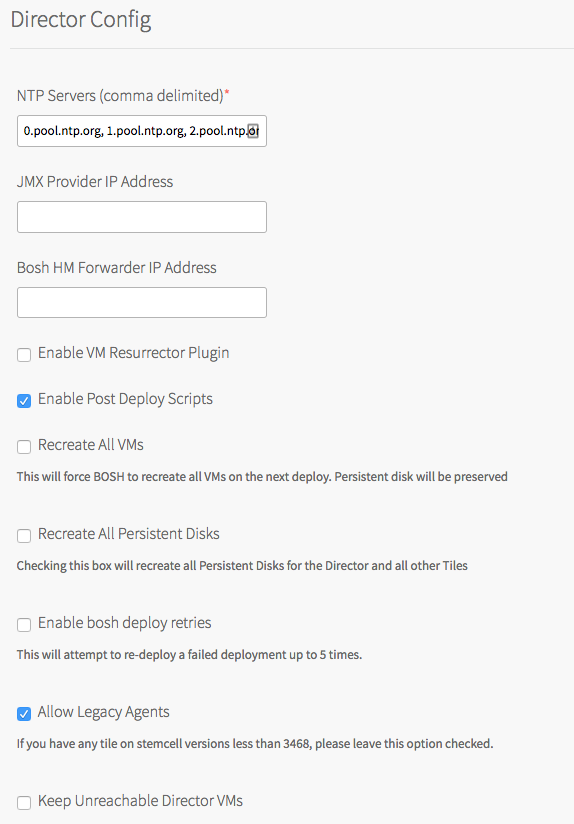 Director Config
NTP Servers (comma delimited)*
0.pool.ntp.org, 1.pool.ntp.org, 2.pool.ntp.or
JMX Provider IP Address
Bosh HM Forwarder IP Address
Enable VM Resurrector Plugin
Enable Post Deploy Scripts
Recreate All VMs
This will force BOSH to recreate all VMs on the next deploy. Persistent disk will be preserved
Recreate All Persistent Disks
Checking this box will recreate all Persistent Disks for the Director and all other Tiles
Enable bosh deploy retries
This will attempt to re-deploy a failed deployment up to 5 times.
Allow Legacy Agents
If you have any tile on stemcell versions less than 3468, please leave this option checked.
Keep Unreachable Director VMs